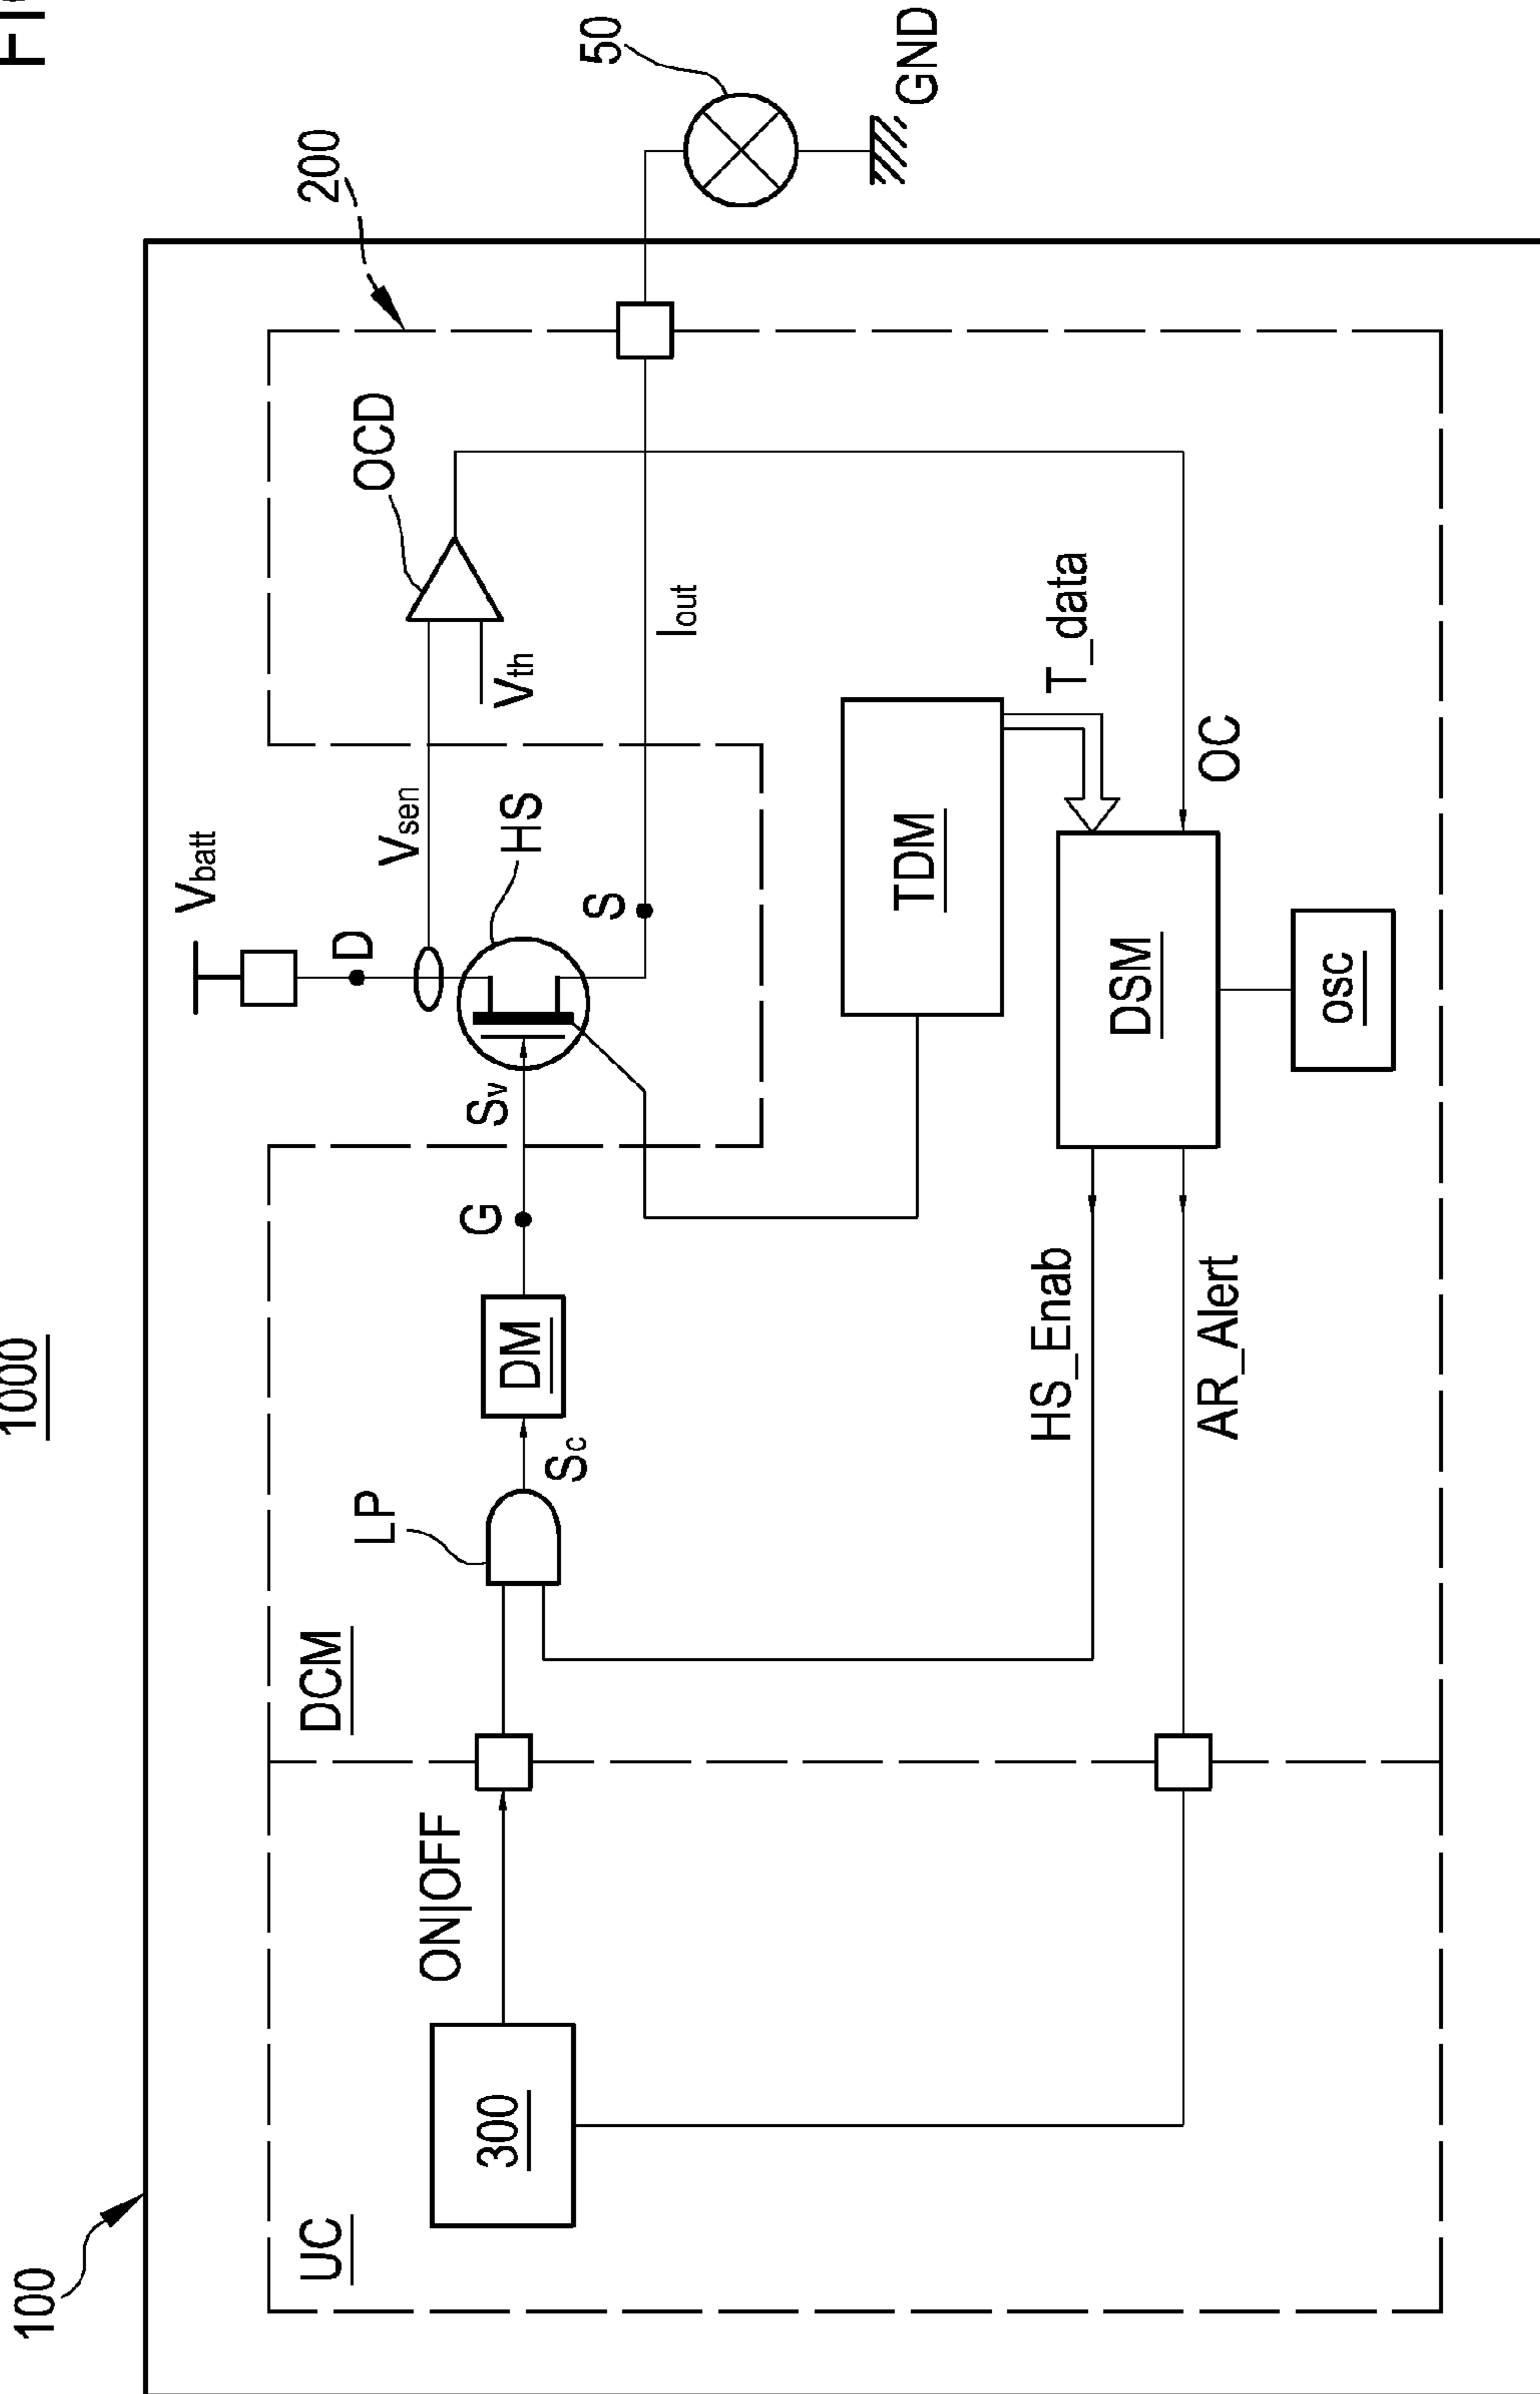 1000
100
200
50
GND
Vbatt
D
Vsen
HS
OCD
Vth
S
Iout
Sv
G
DM
Sc
LP
DCM
ON|OFF
300
UC
TDM
T_data
OC
DSM
osc
HS_Enab
AR_Alert